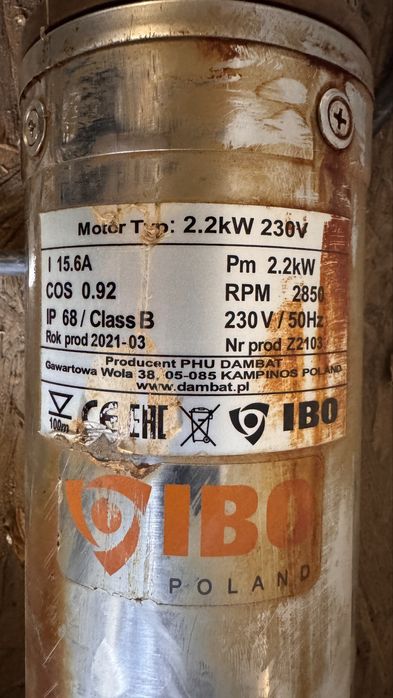 Motor Typ: 2.2kW 230V
I 15.6A Pm 2.2kW
COS 0.92 RPM 2850
IP 68 / Class B 230 V / 50Hz
Rok prod 2021-03 Nr prod Z2103
Producent PHU DAMBAT
Gawartowa Wola 38, 05-085 KAMPINOS POLAND
www.dambat.pl
100m CE EAC IBO
IBO
POLAND